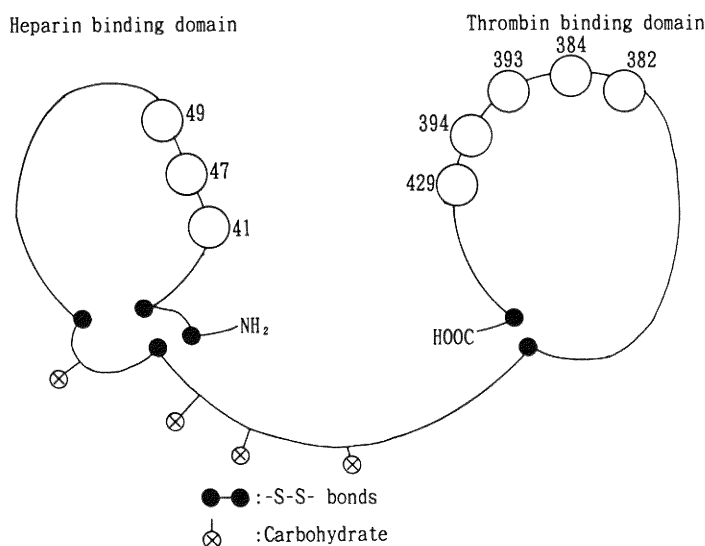 Heparin binding domain
Thrombin binding domain
49
47
41
393
384
382
394
429
NH₂
HOOC
:-S-S- bonds
:Carbohydrate